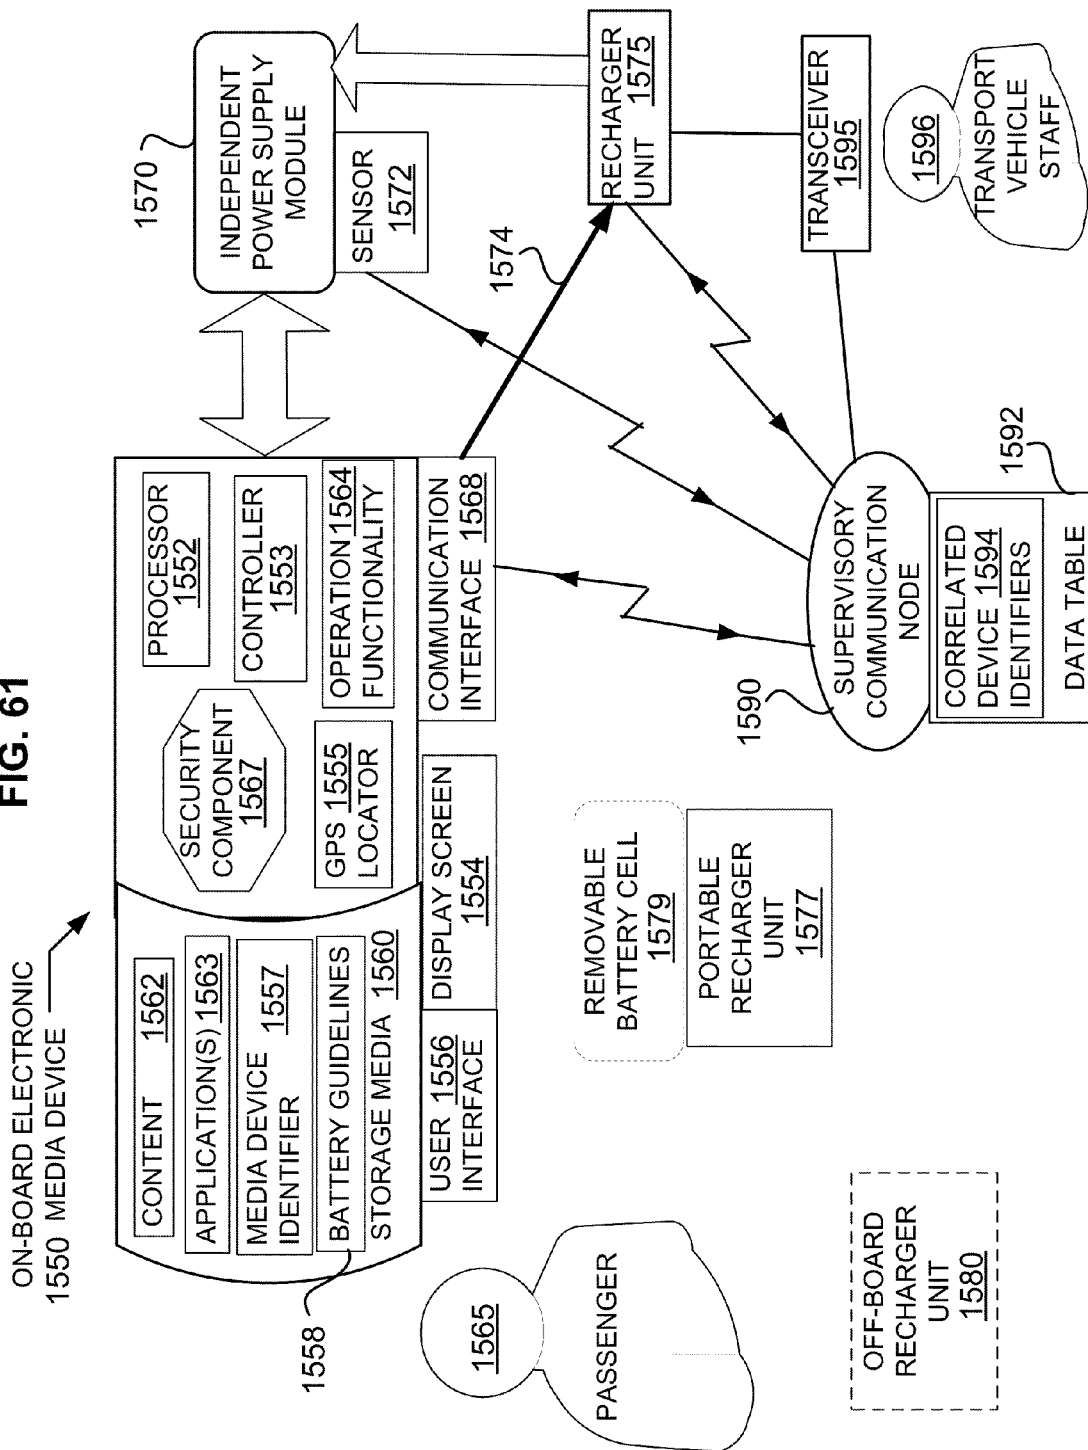 FIG. 61
ON-BOARD ELECTRONIC
1550 MEDIA DEVICE
CONTENT 1562
APPLICATION(S) 1563
MEDIA DEVICE 1557
IDENTIFIER
BATTERY GUIDELINES
STORAGE MEDIA 1560
1558
SECURITY
COMPONENT
1567
GPS 1555
LOCATOR
PROCESSOR
1552
CONTROLLER
1553
OPERATION 1564
FUNCTIONALITY
USER 1556
INTERFACE
DISPLAY SCREEN
1554
COMMUNICATION
INTERFACE 1568
1570
INDEPENDENT
POWER SUPPLY
MODULE
SENSOR
1572
1574
RECHARGER
UNIT 1575
1565
PASSENGER
REMOVABLE
BATTERY CELL
1579
PORTABLE
RECHARGER
UNIT
1577
1590
SUPERVISORY
COMMUNICATION
NODE
CORRELATED
DEVICE 1594
IDENTIFIERS
DATA TABLE
1592
TRANSCEIVER
1595
1596
TRANSPORT
VEHICLE
STAFF
OFF-BOARD
RECHARGER
UNIT
1580